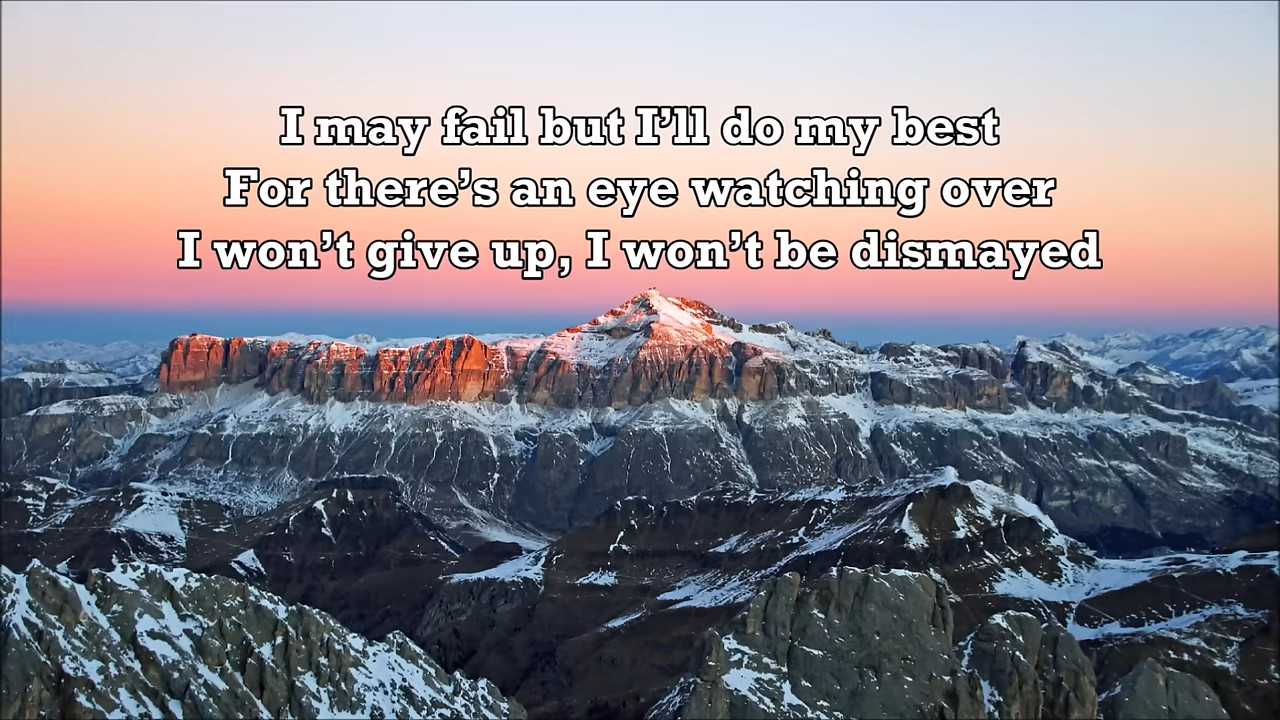 I may fail but I’ll do my best
For there’s an eye watching over
I won’t give up, I won’t be dismayed